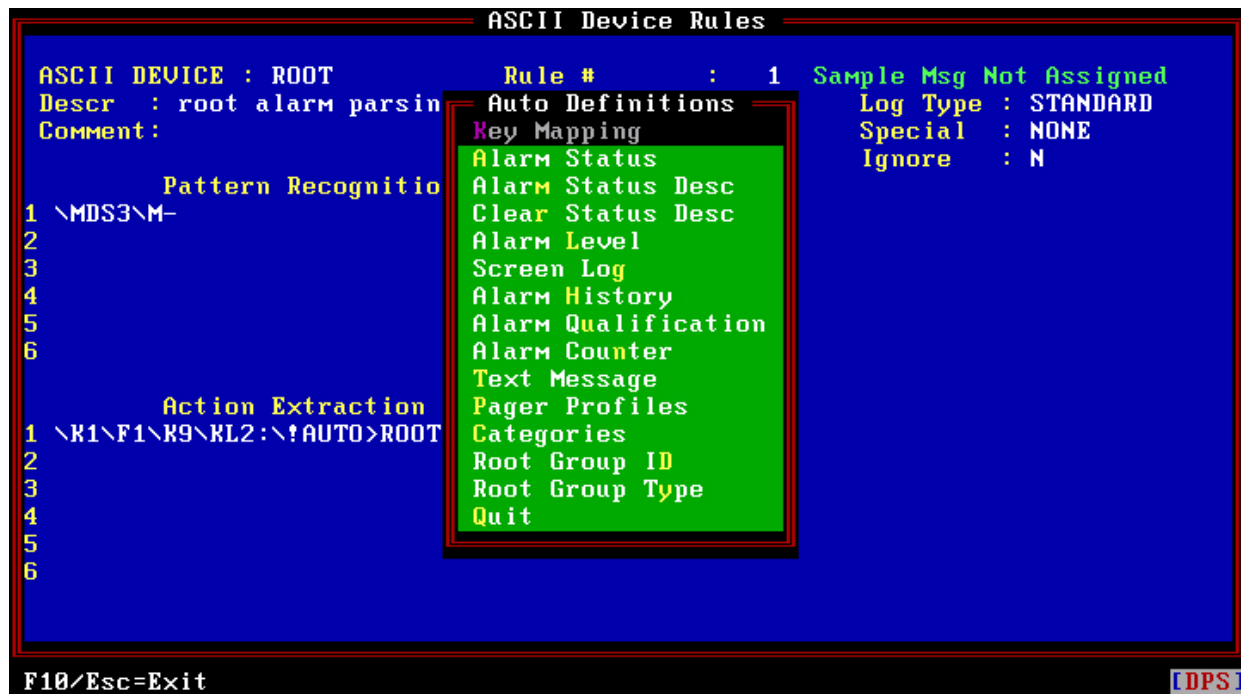 ASCII Device Rules
ASCII DEVICE : ROOT Rule # : 1 Sample Msg Not Assigned
Descr : root alarm parsin Auto Definitions Log Type : STANDARD
Comment: Key Mapping Special : NONE
Alarm Status Ignore : N
Pattern Recognitio Alarm Status Desc
1 \MDS3\M- Clear Status Desc
2 Alarm Level
3 Screen Log
4 Alarm History
5 Alarm Qualification
6 Alarm Counter
Text Message
Action Extraction Pager Profiles
1 \K1\F1\K9\KL2:\!AUTO>ROOT Categories
2 Root Group ID
3 Root Group Type
4 Quit
5
6
F10/Esc=Exit [DPS]